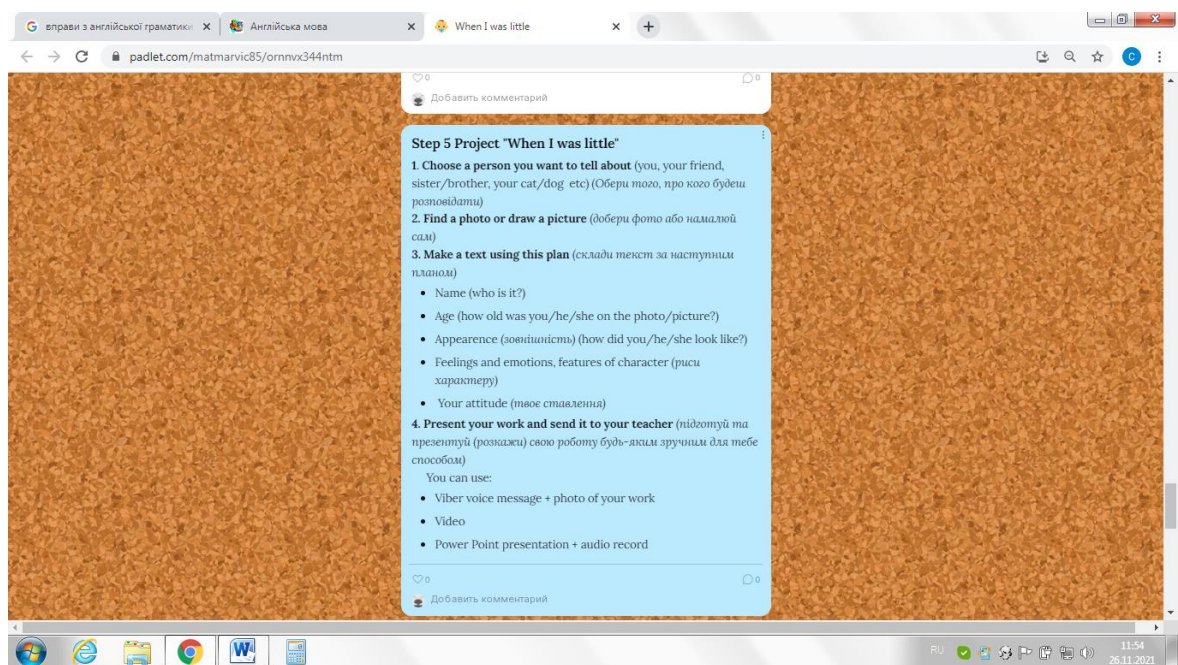 вправи з англійської граматики
Англійська мова
When I was little
padlet.com/matmarvic85/ornnvx344ntm
C
0
0
Добавить комментарий
Step 5 Project "When I was little"
1. Choose a person you want to tell about (you, your friend,
sister/brother, your cat/dog etc) (Обери того, про кого будеш
розповідати)
2. Find a photo or draw a picture (добери фото або намалюй
сам)
3. Make a text using this plan (склади текст за наступним
планом)
• Name (who is it?)
• Age (how old was you/he/she on the photo/picture?)
• Appearence (зовнішність) (how did you/he/she look like?)
• Feelings and emotions, features of character (риси
характеру)
• Your attitude (твоє ставлення)
4. Present your work and send it to your teacher (підготуй та
презентуй (розкажи) свою роботу будь-яким зручним для тебе
способом)
You can use:
• Viber voice message + photo of your work
• Video
• Power Point presentation + audio record
0
0
Добавить комментарий
RU
11:54
26.11.2021